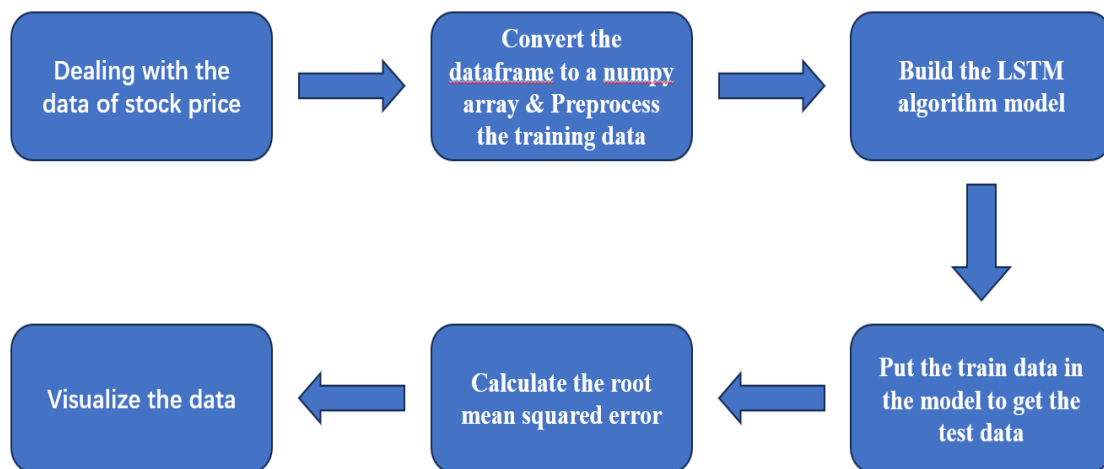 Dealing with the
data of stock price
Convert the
dataframe to a numpy
array & Preprocess
the training data
Build the LSTM
algorithm model
Put the train data in
the model to get the
test data
Calculate the root
mean squared error
Visualize the data